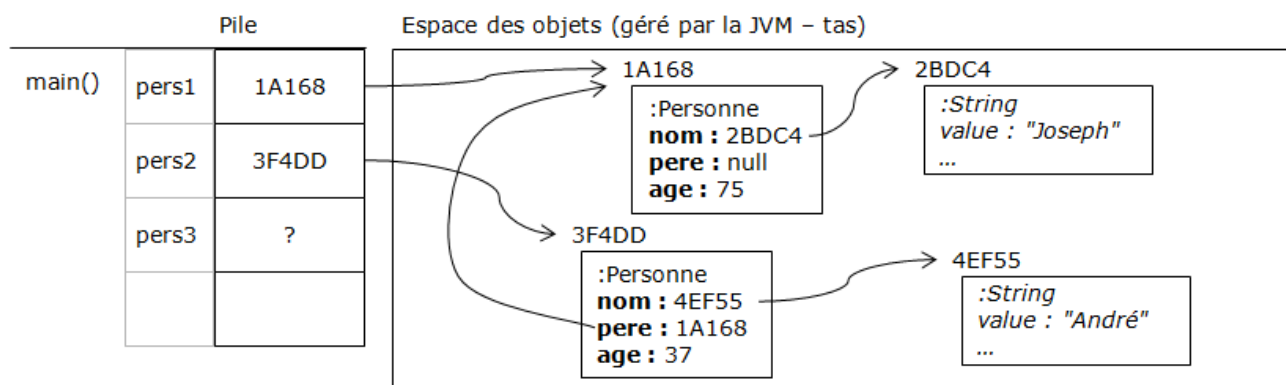 Pile
Espace des objets (géré par la JVM – tas)
main()
pers1
1A168
pers2
3F4DD
pers3
?
1A168
:Personne
nom : 2BDC4
pere : null
age : 75
2BDC4
:String
value : "Joseph"
...
3F4DD
:Personne
nom : 4EF55
pere : 1A168
age : 37
4EF55
:String
value : "André"
...